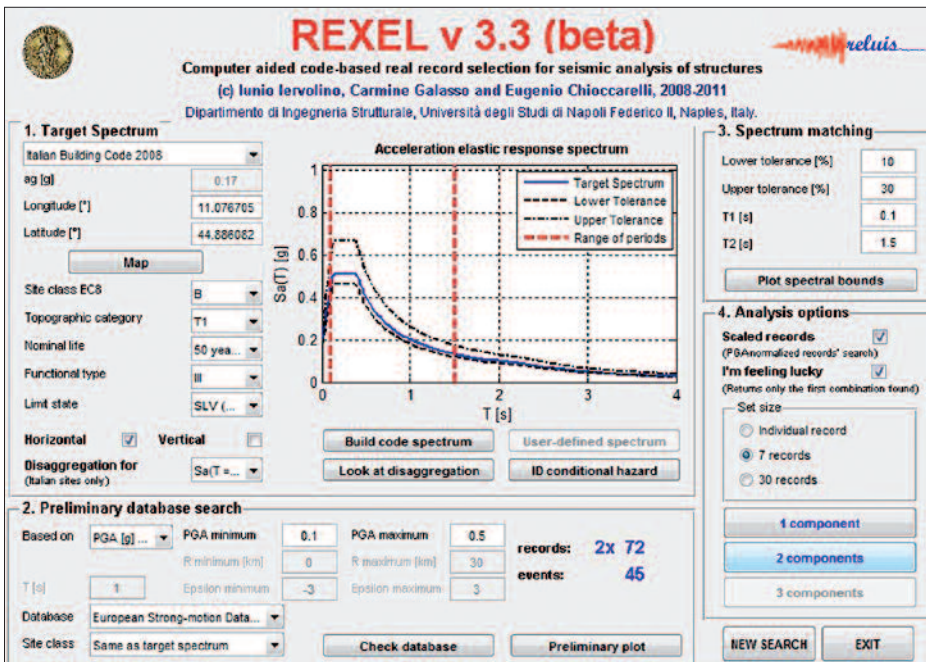 REXEL v 3.3 (beta)
reluis
Computer aided code-based real record selection for seismic analysis of structures
(c) Iunio Iervolino, Carmine Galasso and Eugenio Chioccarelli, 2008-2011
Dipartimento di Ingegneria Strutturale, Università degli Studi di Napoli Federico II, Naples, Italy.
1. Target Spectrum
Italian Building Code 2008
ag [g] 0.17
Longitude [°] 11.076705
Latitude [°] 44.886082
Map
Site class EC8 B
Topographic category T1
Nominal life 50 yea...
Functional type III
Limit state SLV (...
Horizontal Vertical
Disaggregation for Sa(T =...
(Italian sites only)
Acceleration elastic response spectrum
Target Spectrum
Lower Tolerance
Upper Tolerance
Range of periods
Sa(T) [g]
1
0.8
0.6
0.4
0.2
0
0 1 2 3 4
T [s]
Build code spectrum User-defined spectrum
Look at disaggregation ID conditional hazard
3. Spectrum matching
Lower tolerance [%] 10
Upper tolerance [%] 30
T1 [s] 0.1
T2 [s] 1.5
Plot spectral bounds
4. Analysis options
Scaled records
(PGA-normalized records' search)
I'm feeling lucky
(Returns only the first combination found)
Set size
Individual record
7 records
30 records
1 component
2 components
3 components
2. Preliminary database search
Based on PGA [g] ... PGA minimum 0.1 PGA maximum 0.5
R minimum [km] 0 R maximum [km] 30
T [s] 1 Epsilon minimum -3 Epsilon maximum 3
records: 2x 72
events: 45
Database European Strong-motion Data...
Site class Same as target spectrum
Check database Preliminary plot
NEW SEARCH EXIT